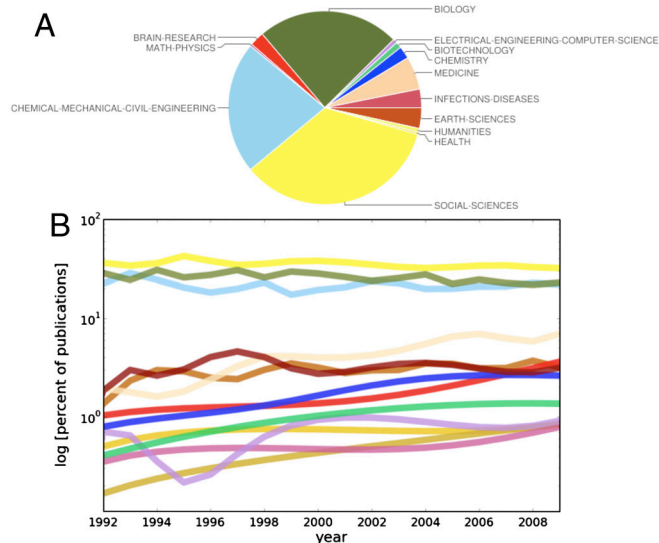 A
BIOLOGY
BRAIN-RESEARCH
MATH-PHYSICS
ELECTRICAL-ENGINEERING-COMPUTER-SCIENCE
BIOTECHNOLOGY
CHEMISTRY
MEDICINE
CHEMICAL-MECHANICAL-CIVIL-ENGINEERING
INFECTIONS-DISEASES
EARTH-SCIENCES
HUMANITIES
HEALTH
SOCIAL-SCIENCES
B
10²
10¹
10⁰
log [percent of publications]
1992 1994 1996 1998 2000 2002 2004 2006 2008
year